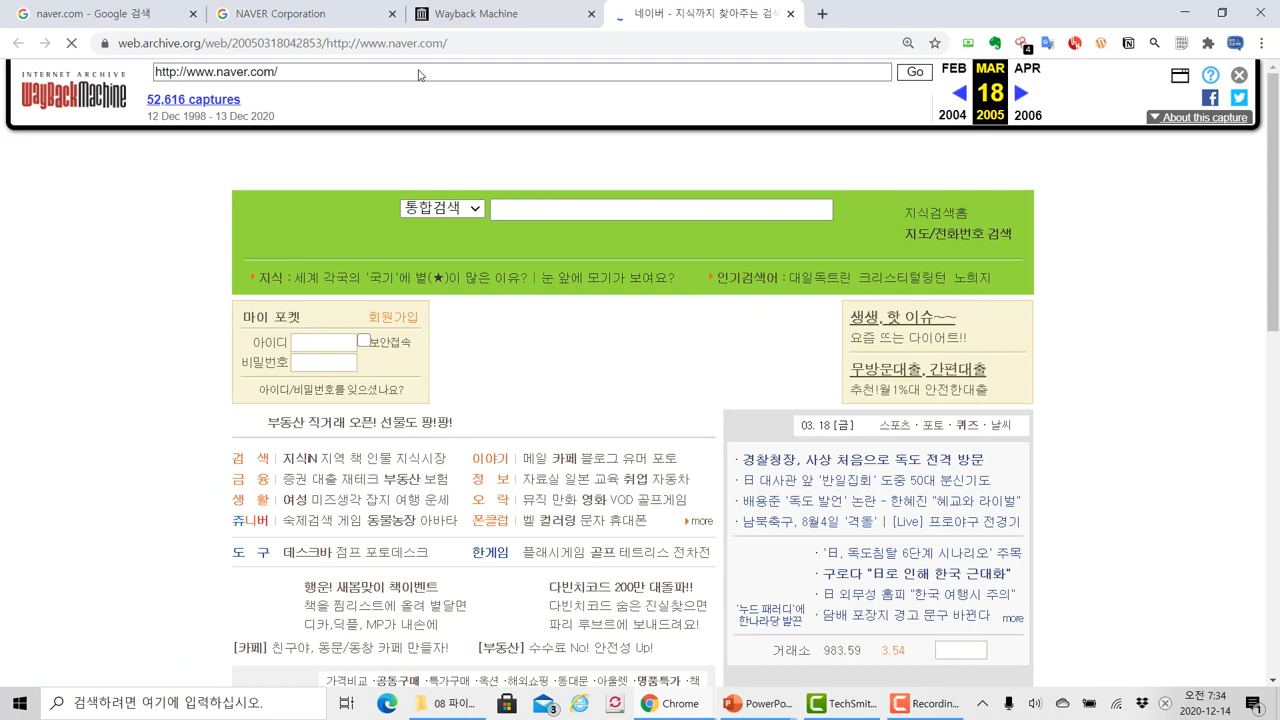 naver.com - Google 검색
NAVER Corporation
Wayback Machine
네이버 - 지식까지 찾아주는 검색
web.archive.org/web/20050318042853/http://www.naver.com/
INTERNET ARCHIVE
WayBackMachine
http://www.naver.com/
Go
52,616 captures
12 Dec 1998 - 13 Dec 2020
FEB MAR APR
18
2004 2005 2006
About this capture
통합검색
지식검색홈
지도/전화번호 검색
지식 : 세계 각국의 '국기'에 별(★)이 많은 이유? | 눈 앞에 모기가 보여요?
인기검색어 : 대일독트린 크리스티털링턴 노희지
마이 포켓 회원가입
아이디 보안접속
비밀번호
아이디/비밀번호를 잊으셨나요?
생생, 핫 이슈~~
요즘 뜨는 다이어트!!
무방문대출, 간편대출
추천!월1%대 안전한대출
부동산 직거래 오픈! 선물도 팡!팡!
검 색 지식iN 지역 책 인물 지식시장
이야기 메일 카페 블로그 유머 포토
금 융 증권 대출 재테크 부동산 보험
정 보 자료실 일본 교육 취업 자동차
생 활 여성 미즈생각 잡지 여행 운세
오 락 뮤직 만화 영화 VOD 골프게임
쥬니버 숙제검색 게임 동물농장 아바타
폰클럽 벨 컬러링 문자 휴대폰 more
도 구 데스크바 점프 포토데스크
한게임 플래시게임 골프 테트리스 전차전
행운! 새봄맞이 책이벤트
책을 찜리스트에 올려 별달면
디카,딕플, MP가 내손에
다빈치코드 200만 대돌파!!
다빈치코드 숨은 진실찾으면
파리 루브르에 보내드려요!
[카페] 친구야, 동문/동창 카페 만들자!
[부동산] 수수료 No! 안전성 Up!
가격비교 ·공동구매 ·특가구매 ·옥션 ·해외쇼핑 ·동대문 ·아울렛 ·명품특가 ·책
03. 18 [금] 스포츠 · 포토 · 퀴즈 · 날씨
· 경찰청장, 사상 처음으로 독도 전격 방문
· 日 대사관 앞 '반일집회' 도중 50대 분신기도
· 배용준 '독도 발언' 논란 - 한혜진 "혜교와 라이벌"
· 남북축구, 8월4일 '격돌' | [Live] 프로야구 전경기
· '日, 독도침탈 6단계 시나리오' 주목
· 구로다 "日로 인해 한국 근대화"
· 日 외무성 홈피 "한국 여행시 주의"
· 담배 포장지 경고 문구 바뀐다 more
'누드 패러디'에
한나라당 발끈
거래소 983.59 3.54
검색하려면 여기에 입력하십시오.
3
08 파이...
Chrome
PowerPo...
TechSmit...
Recordin...
오전 7:34
2020-12-14
1
4